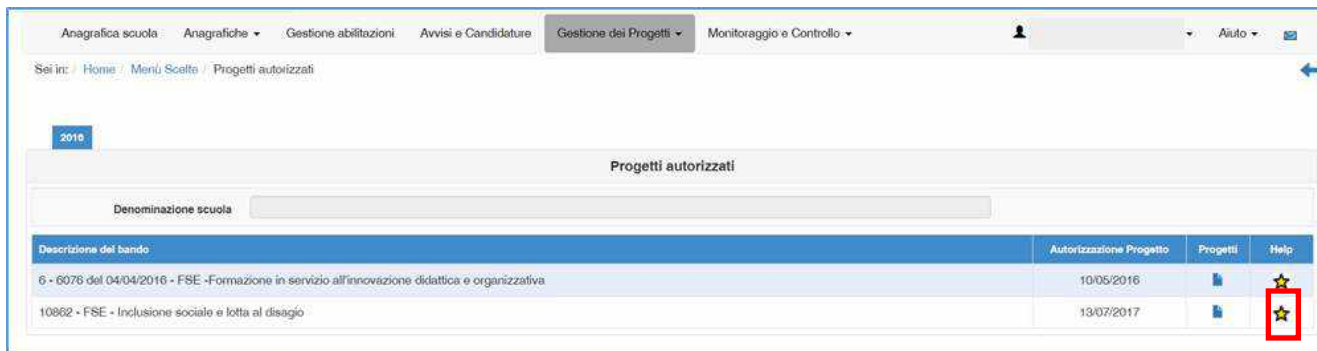 Anagrafica scuola Anagrafiche Gestione abilitazioni Avvisi e Candidature Gestione dei Progetti Monitoraggio e Controllo Aiuto
Sei in: / Home / Menù Scelte / Progetti autorizzati
2016
Progetti autorizzati
Denominazione scuola
Descrizione del bando Autorizzazione Progetto Progetti Help
6 - 6076 del 04/04/2016 - FSE -Formazione in servizio all'innovazione didattica e organizzativa 10/05/2016
10862 - FSE - Inclusione sociale e lotta al disagio 13/07/2017